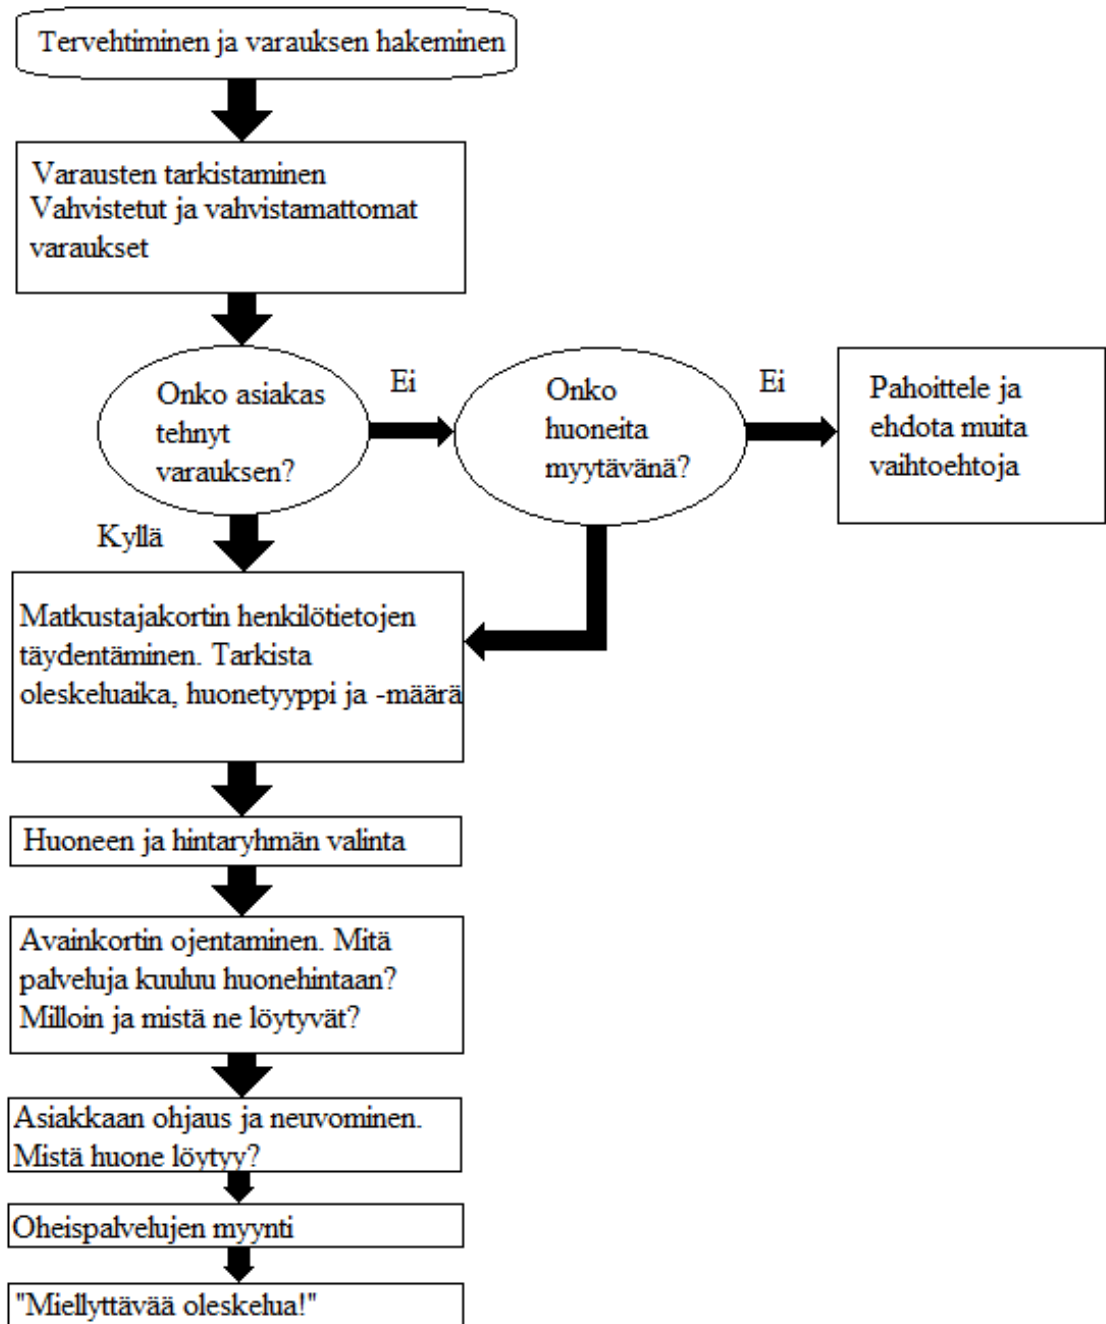 Tervehtiminen ja varauksen hakeminen
Varausten tarkistaminen
Vahvistetut ja vahvistamattomat
varaukset
Onko asiakas
tehnyt
varauksen?
Ei
Onko
huoneita
myytävänä?
Ei
Pahoittele ja
ehdota muita
vaihtoehtoja
Kyllä
Matkustajakortin henkilötietojen
täydentäminen. Tarkista
oleskeluaika, huonetyyppi ja -määrä
Huoneen ja hintaryhmän valinta
Avainkortin ojentaminen. Mitä
palveluja kuuluu huonehintaan?
Milloin ja mistä ne löytyvät?
Asiakkaan ohjaus ja neuvominen.
Mistä huone löytyy?
Oheispalvelujen myynti
"Miellyttävää oleskelua!"